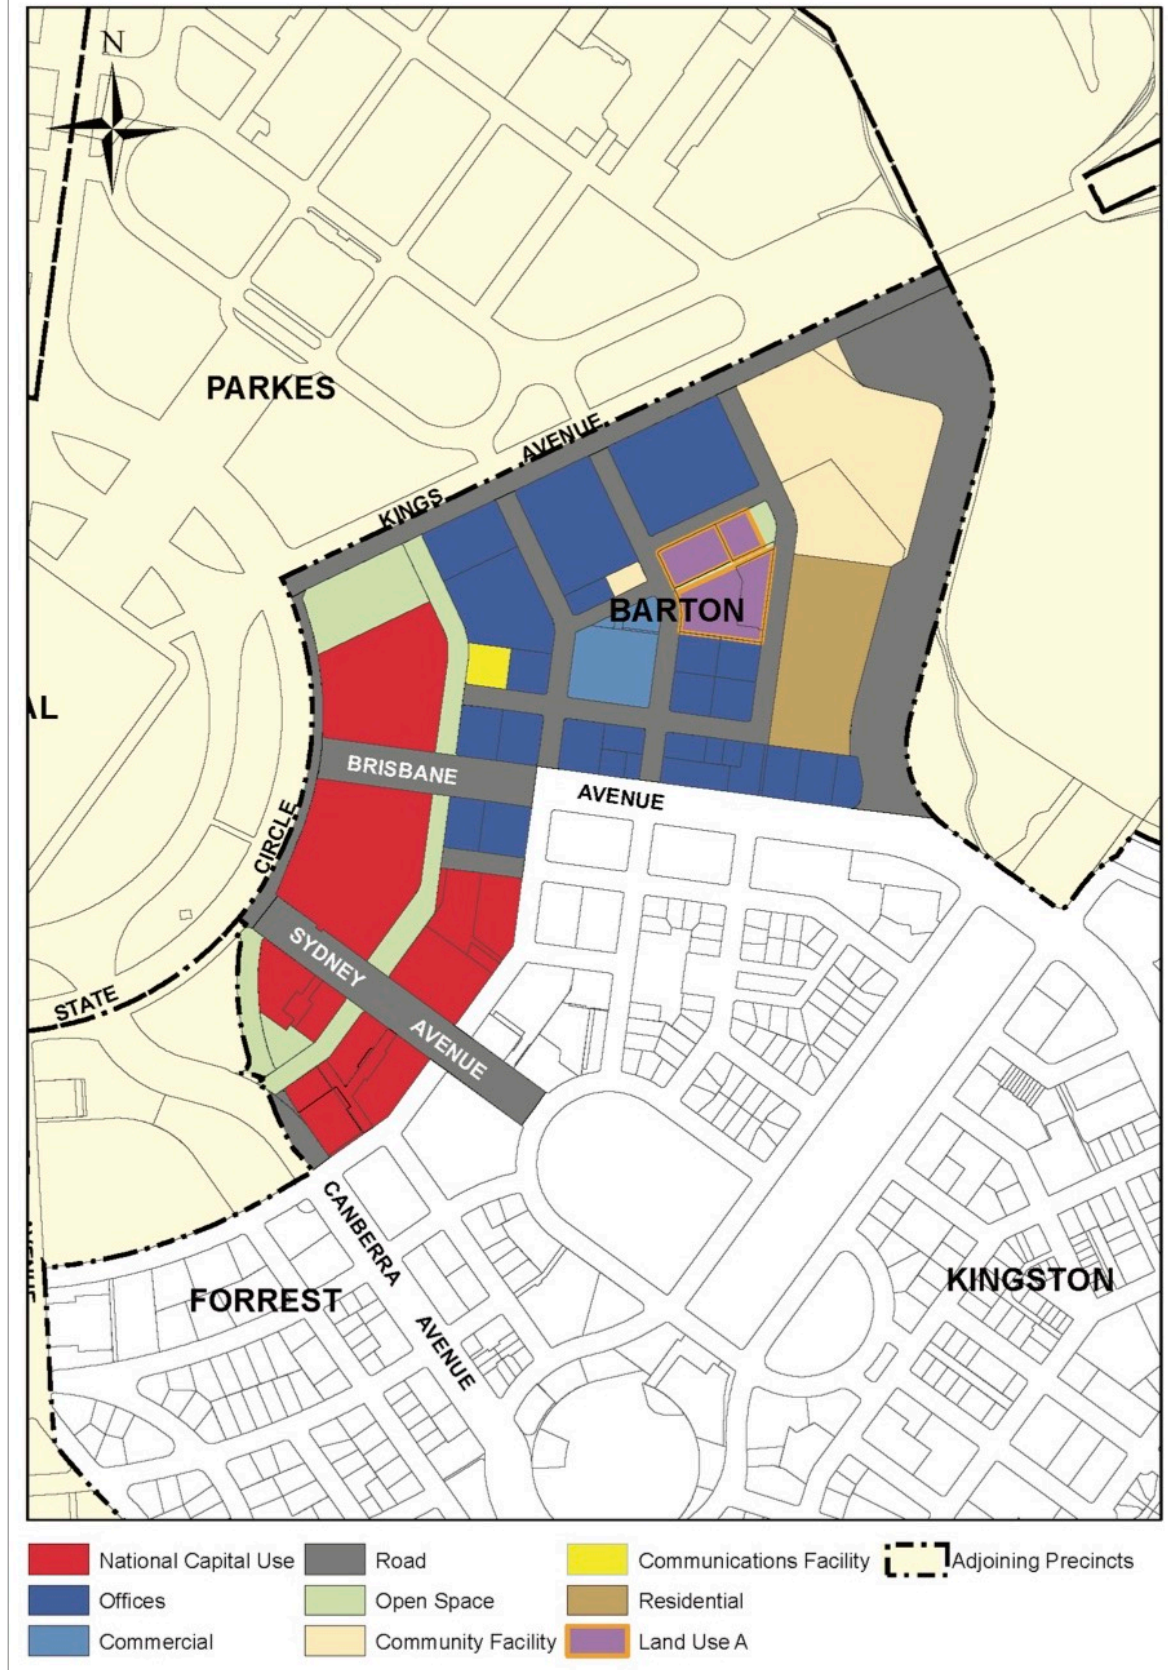 N
PARKES
KINGS
AVENUE
BARTON
AL
BRISBANE
AVENUE
CIRCLE
STATE
SYDNEY
AVENUE
CANBERRA
AVENUE
FORREST
KINGSTON
AVENUE
National Capital Use
Road
Communications Facility
Adjoining Precincts
Offices
Open Space
Residential
Commercial
Community Facility
Land Use A